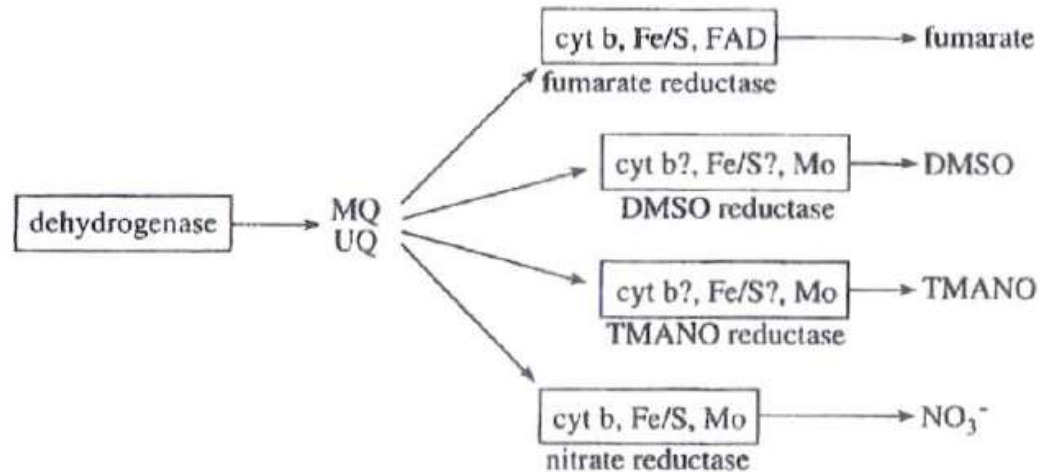 cyt b, Fe/S, FAD
fumarate
fumarate reductase
cyt b?, Fe/S?, Mo
DMSO
DMSO reductase
dehydrogenase
MQ
UQ
cyt b?, Fe/S?, Mo
TMANO
TMANO reductase
cyt b, Fe/S, Mo
NO₃⁻
nitrate reductase